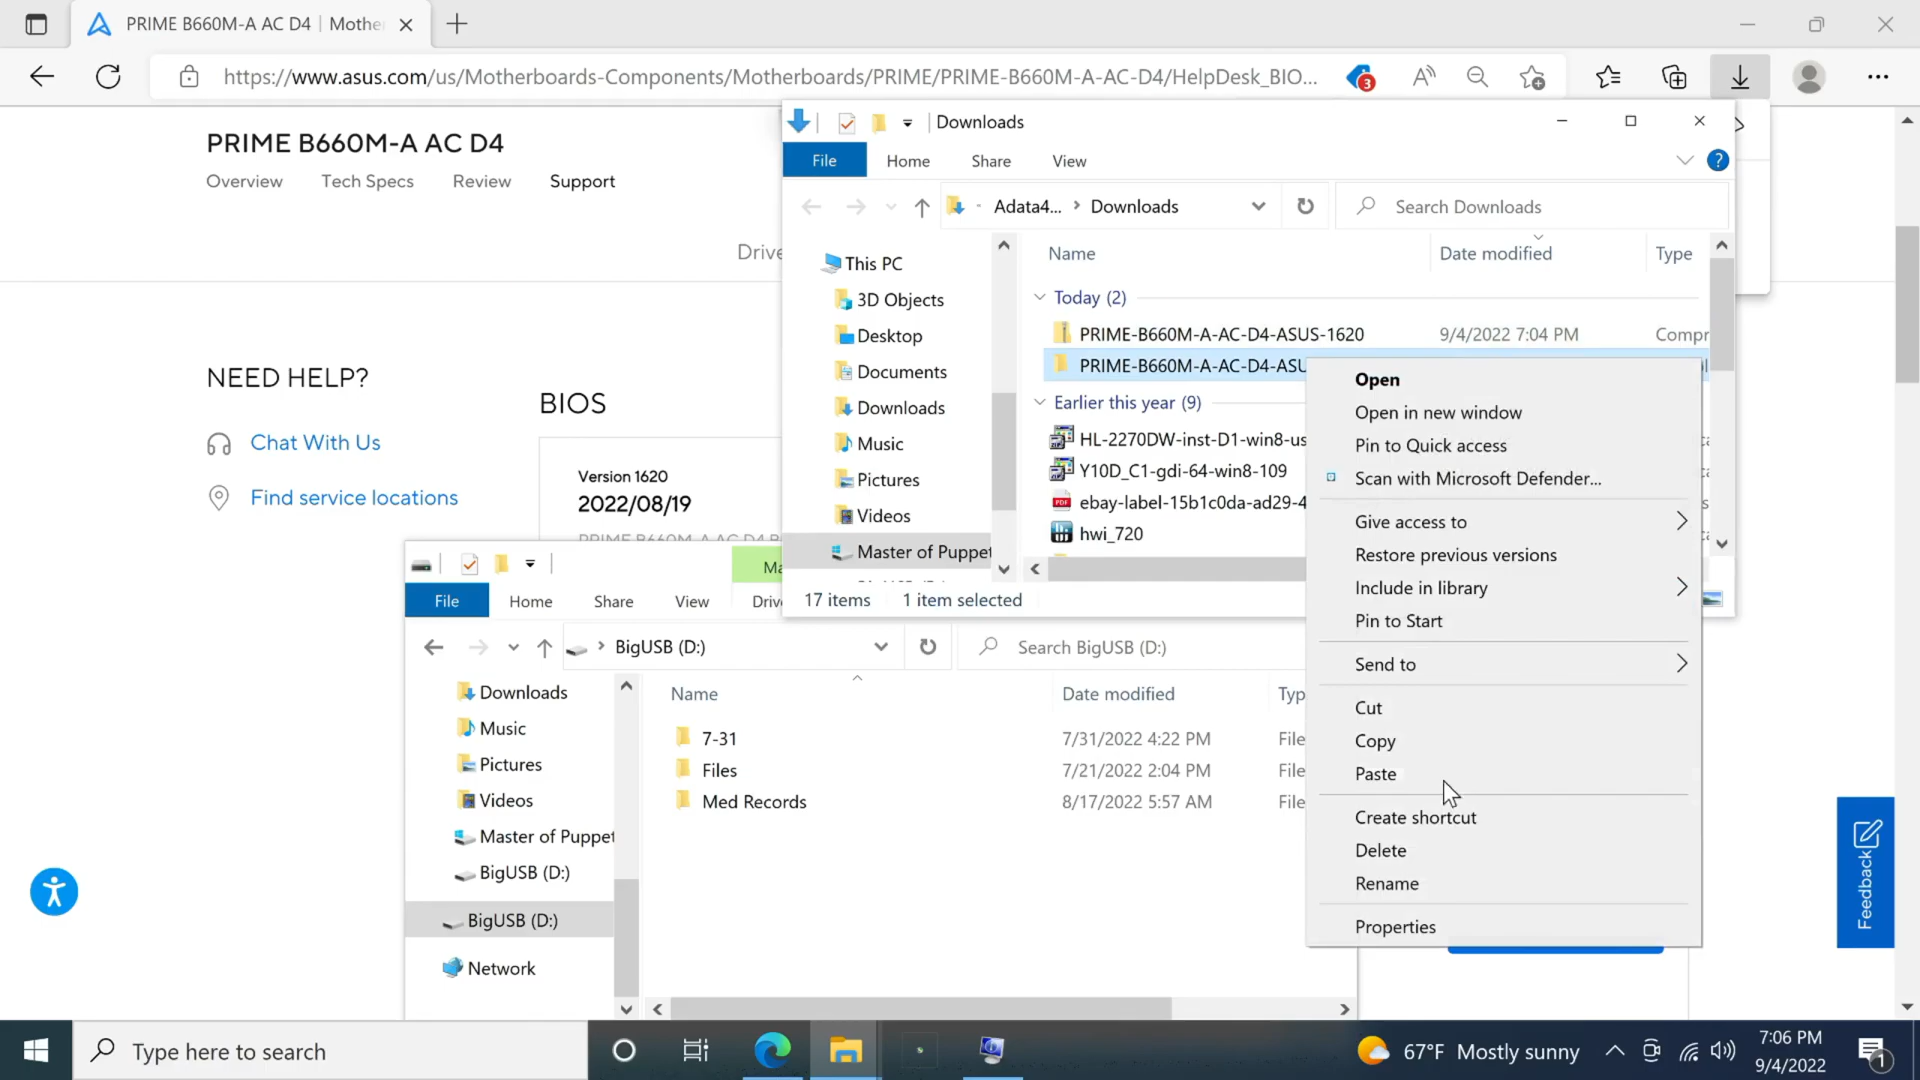 PRIME B660M-A AC D4 | Mothe
https://www.asus.com/us/Motherboards-Components/Motherboards/PRIME/PRIME-B660M-A-AC-D4/HelpDesk_BIO...
3
PRIME B660M-A AC D4
Overview
Tech Specs
Review
Support
Drive
NEED HELP?
Chat With Us
Find service locations
BIOS
Version 1620
2022/08/19
Downloads
File
Home
Share
View
Adata4...
Downloads
Search Downloads
This PC
3D Objects
Desktop
Documents
Downloads
Music
Pictures
Videos
Master of Puppet
Name
Date modified
Type
Today (2)
PRIME-B660M-A-AC-D4-ASUS-1620
9/4/2022 7:04 PM
Compr
PRIME-B660M-A-AC-D4-ASU
Earlier this year (9)
HL-2270DW-inst-D1-win8-us
Y10D_C1-gdi-64-win8-109
PDF
ebay-label-15b1c0da-ad29-4
hwi_720
17 items
1 item selected
Open
Open in new window
Pin to Quick access
Scan with Microsoft Defender...
Give access to
Restore previous versions
Include in library
Pin to Start
Send to
Cut
Copy
Paste
Create shortcut
Delete
Rename
Properties
Ma
File
Home
Share
View
Driv
BigUSB (D:)
Search BigUSB (D:)
Downloads
Music
Pictures
Videos
Master of Puppet
BigUSB (D:)
BigUSB (D:)
Network
Name
Date modified
Typ
7-31
7/31/2022 4:22 PM
File
Files
7/21/2022 2:04 PM
File
Med Records
8/17/2022 5:57 AM
File
Feedback
Type here to search
67°F Mostly sunny
7:06 PM
9/4/2022
1